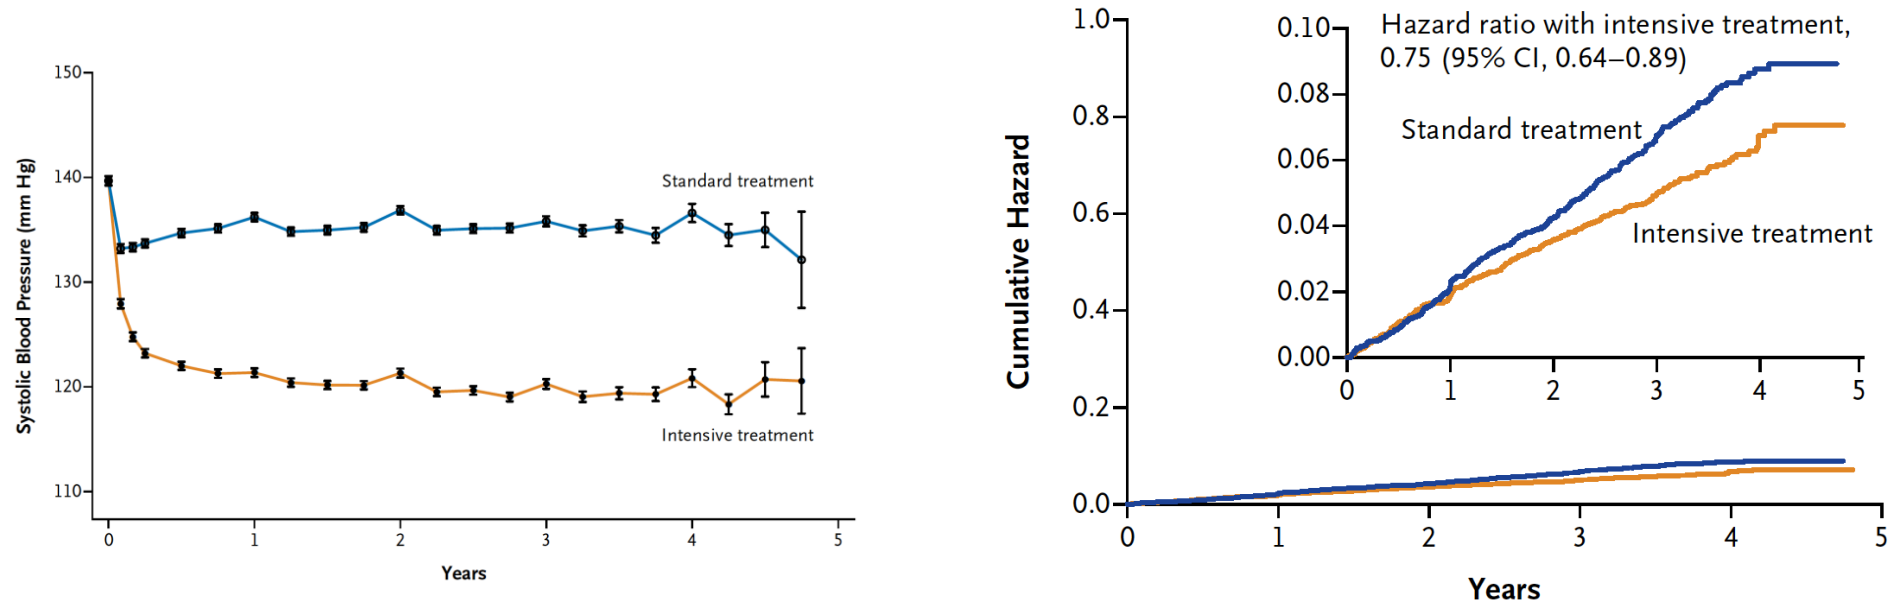 150
140
130
120
110
Systolic Blood Pressure (mm Hg)
Standard treatment
Intensive treatment
0 1 2 3 4 5
Years
1.0
0.8
0.6
0.4
0.2
0.0
Cumulative Hazard
0.10
0.08
0.06
0.04
0.02
0.00
Hazard ratio with intensive treatment,
0.75 (95% CI, 0.64–0.89)
Standard treatment
Intensive treatment
0 1 2 3 4 5
0 1 2 3 4 5
Years